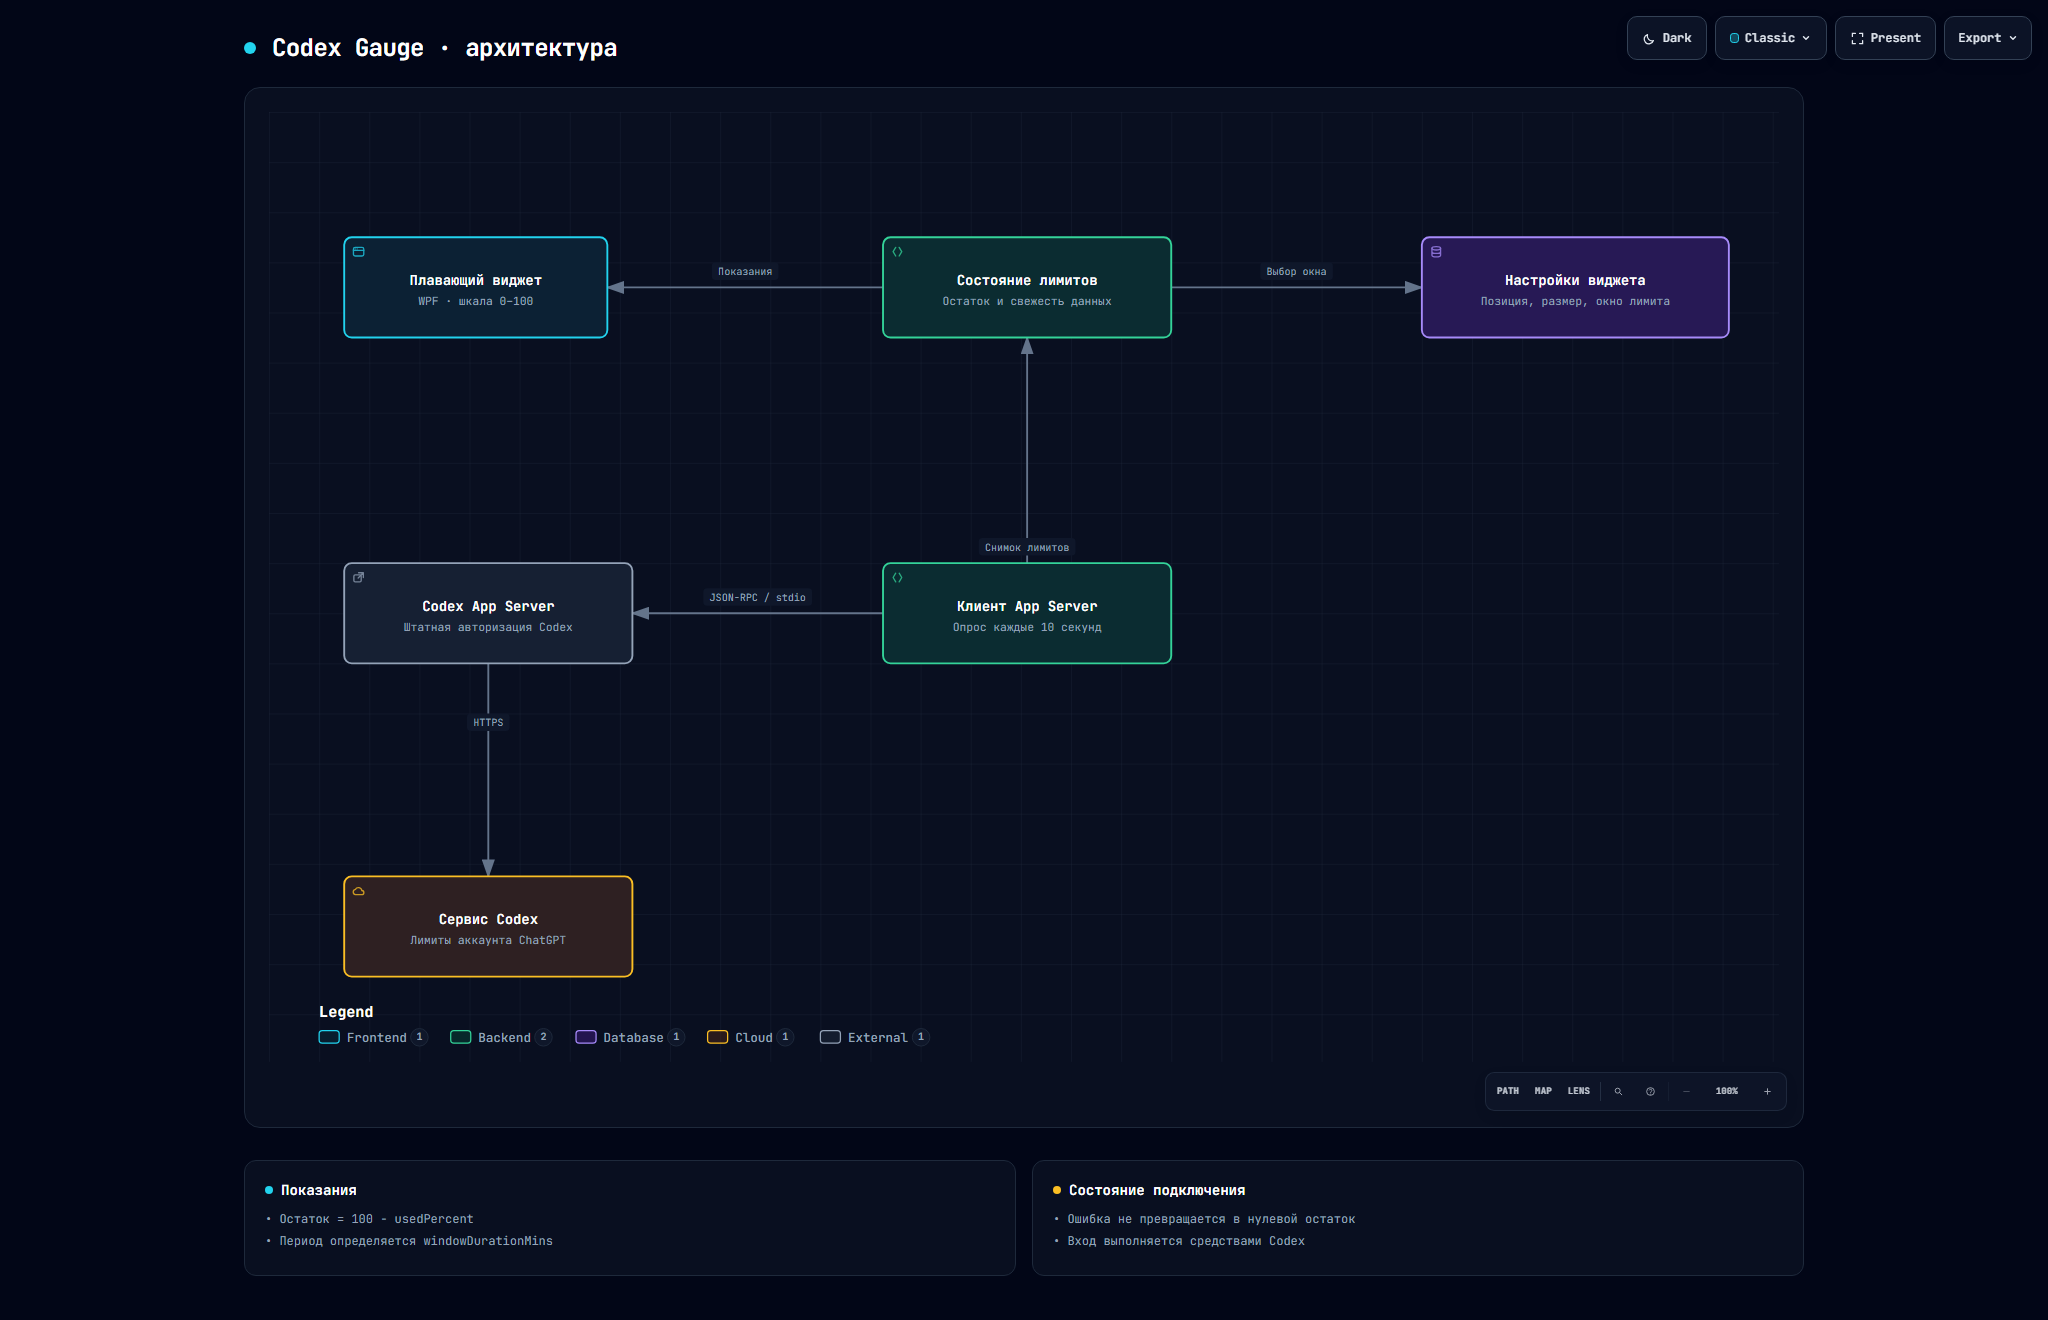 Codex Gauge · архитектура
Dark
Classic
Present
Export
Плавающий виджет
WPF · шкала 0–100
Показания
Состояние лимитов
Остаток и свежесть данных
Выбор окна
Настройки виджета
Позиция, размер, окно лимита
Снимок лимитов
Codex App Server
Штатная авторизация Codex
JSON-RPC / stdio
Клиент App Server
Опрос каждые 10 секунд
HTTPS
Сервис Codex
Лимиты аккаунта ChatGPT
Legend
Frontend 1
Backend 2
Database 1
Cloud 1
External 1
PATH
MAP
LENS
100%
Показания
• Остаток = 100 - usedPercent
• Период определяется windowDurationMins
Состояние подключения
• Ошибка не превращается в нулевой остаток
• Вход выполняется средствами Codex